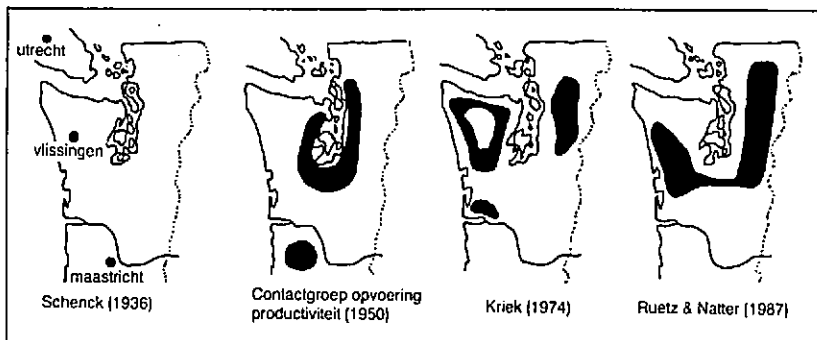 utrecht
vlissingen
maastricht
Schenck (1936)
Contactgroep opvoering
productiviteit (1950)
Kriek (1974)
Ruetz & Natter (1987)